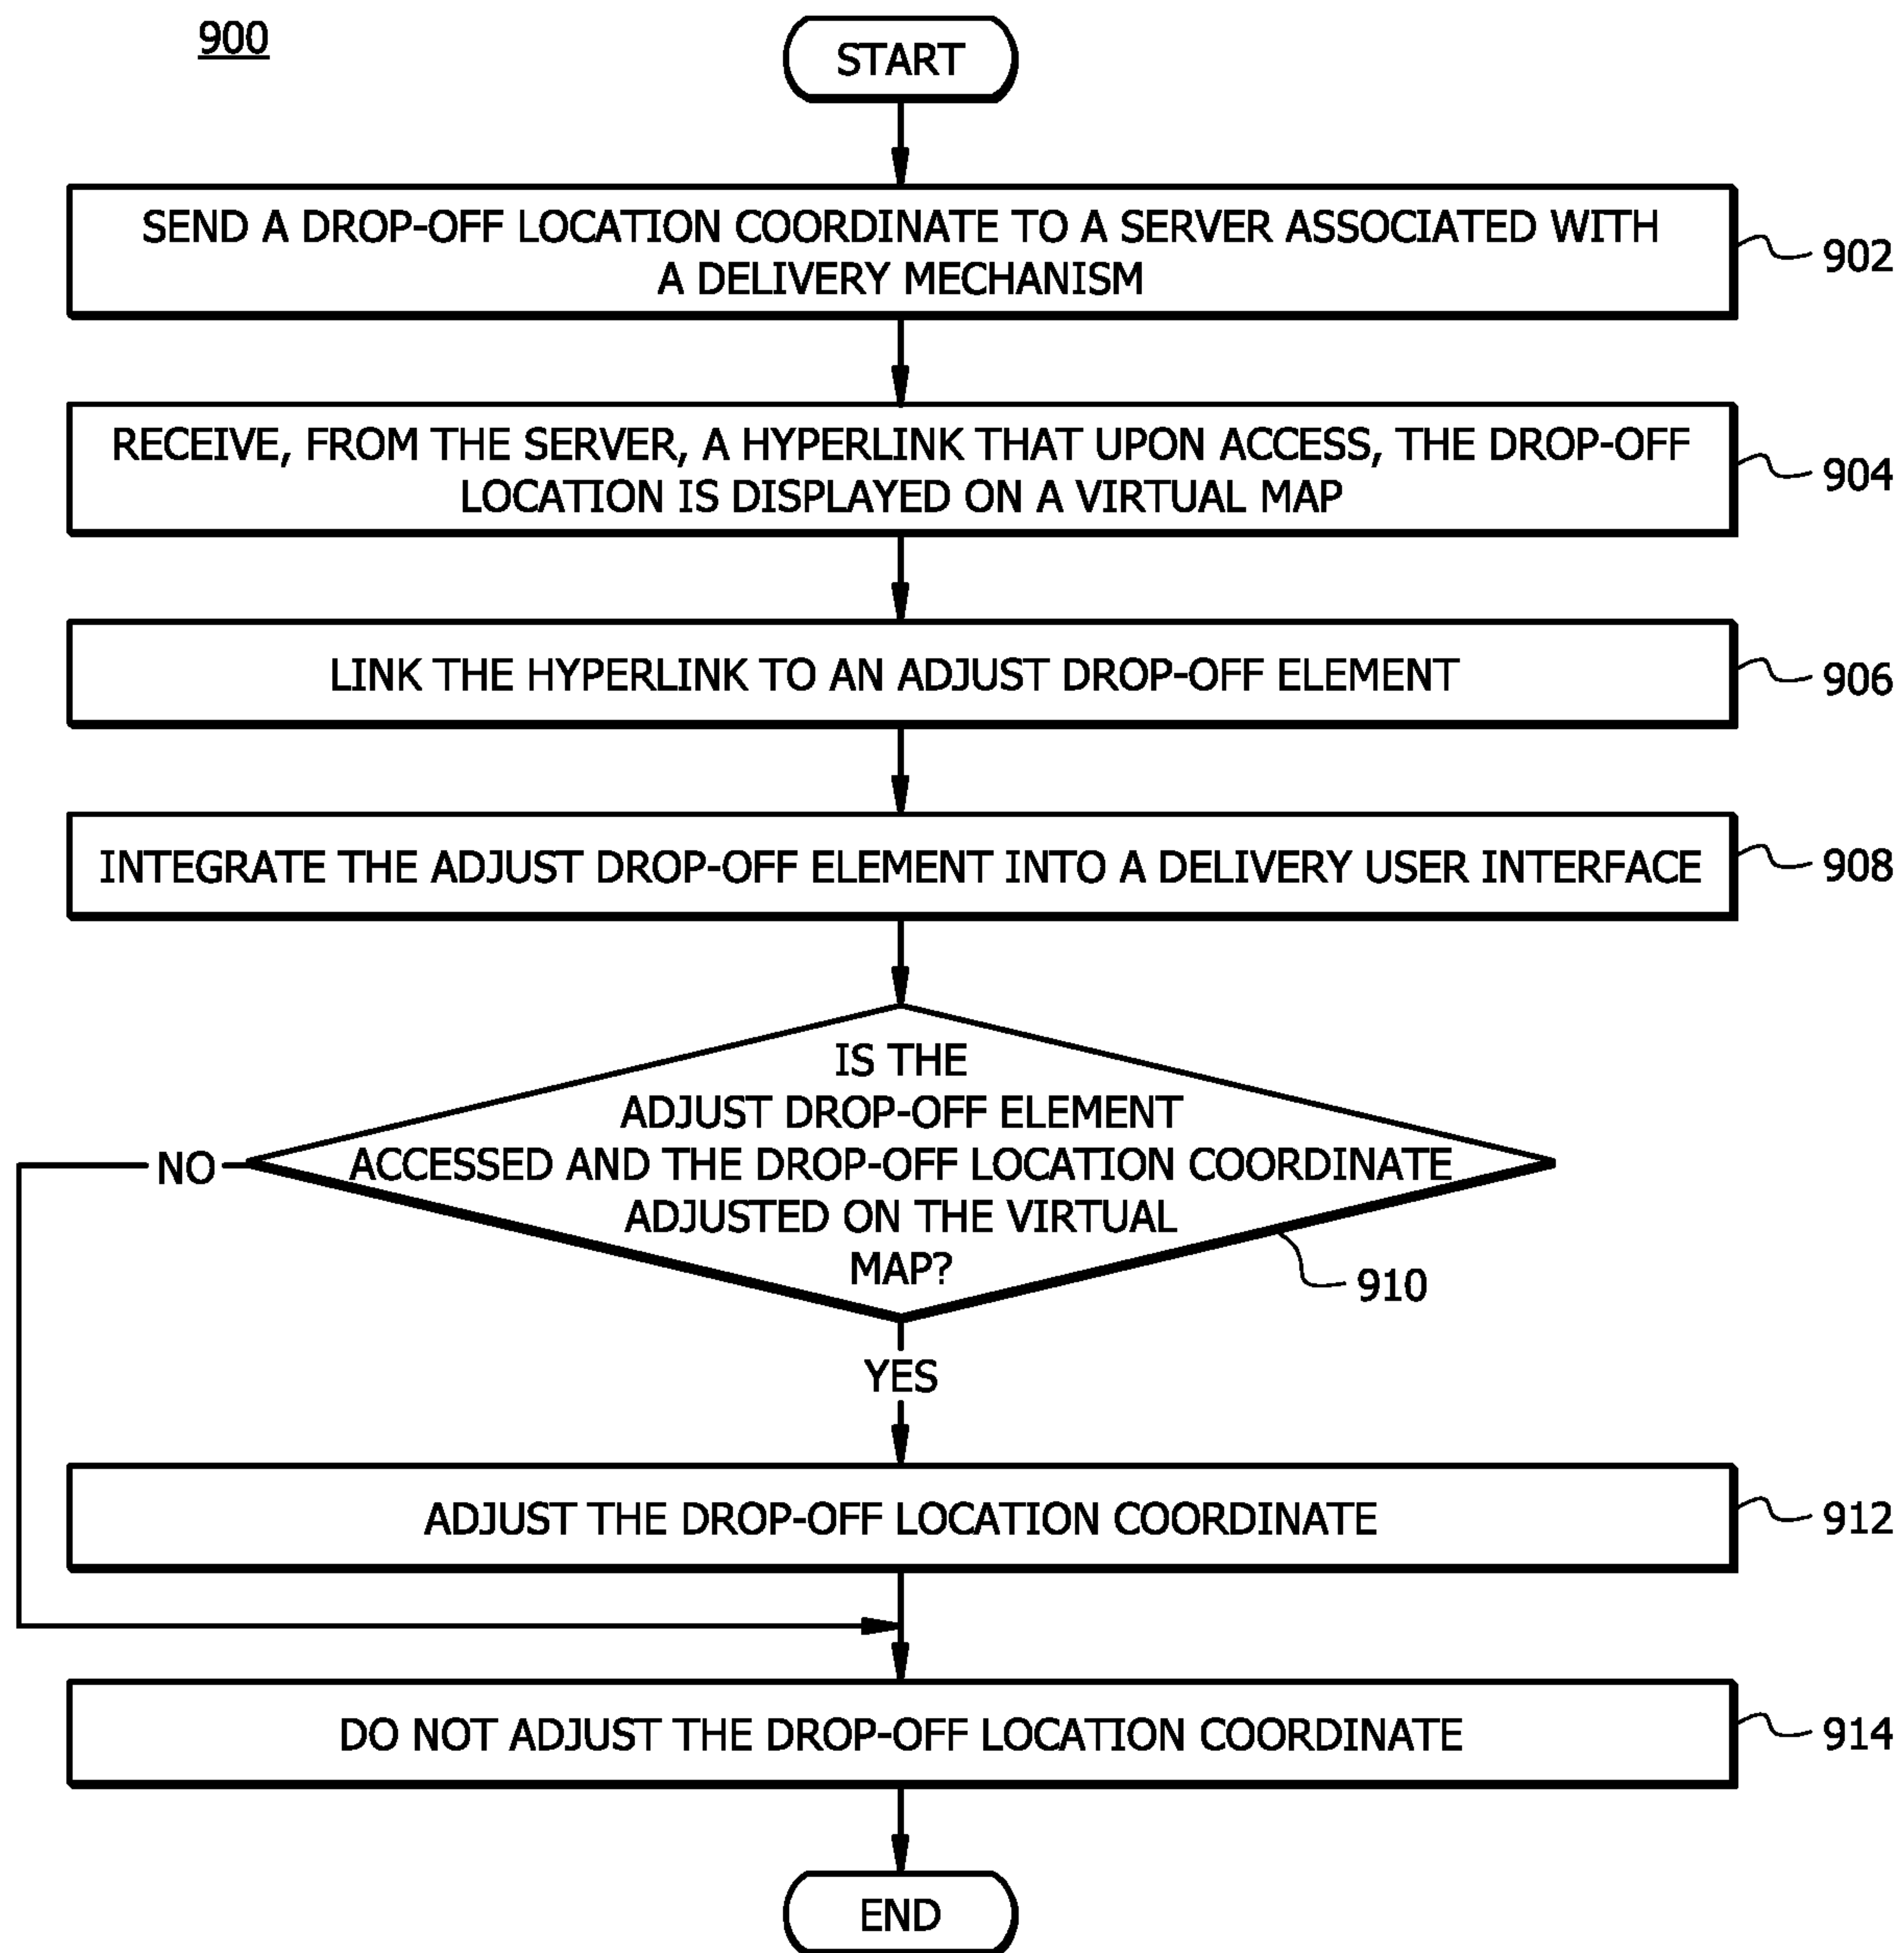 900
START
SEND A DROP-OFF LOCATION COORDINATE TO A SERVER ASSOCIATED WITH
A DELIVERY MECHANISM
902
RECEIVE, FROM THE SERVER, A HYPERLINK THAT UPON ACCESS, THE DROP-OFF
LOCATION IS DISPLAYED ON A VIRTUAL MAP
904
LINK THE HYPERLINK TO AN ADJUST DROP-OFF ELEMENT
906
INTEGRATE THE ADJUST DROP-OFF ELEMENT INTO A DELIVERY USER INTERFACE
908
IS THE
ADJUST DROP-OFF ELEMENT
ACCESSED AND THE DROP-OFF LOCATION COORDINATE
ADJUSTED ON THE VIRTUAL
MAP?
NO
910
YES
ADJUST THE DROP-OFF LOCATION COORDINATE
912
DO NOT ADJUST THE DROP-OFF LOCATION COORDINATE
914
END